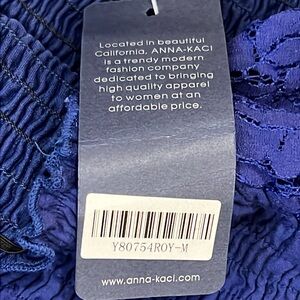 Located in beautiful
California, ANNA-KACI
is a trendy modern
fashion company
dedicated to bringing
high quality apparel
to women at an
affordable price.
Y80754ROY-M
www.anna-kaci.com